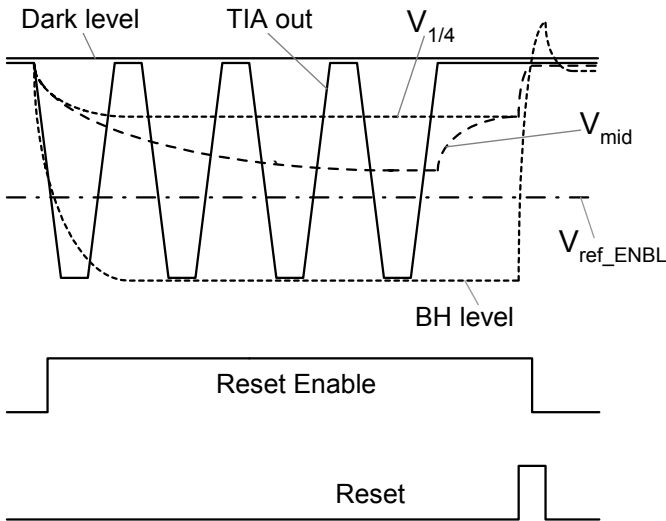 Dark level
TIA out
V1/4
Vmid
Vref_ENBL
BH level
Reset Enable
Reset